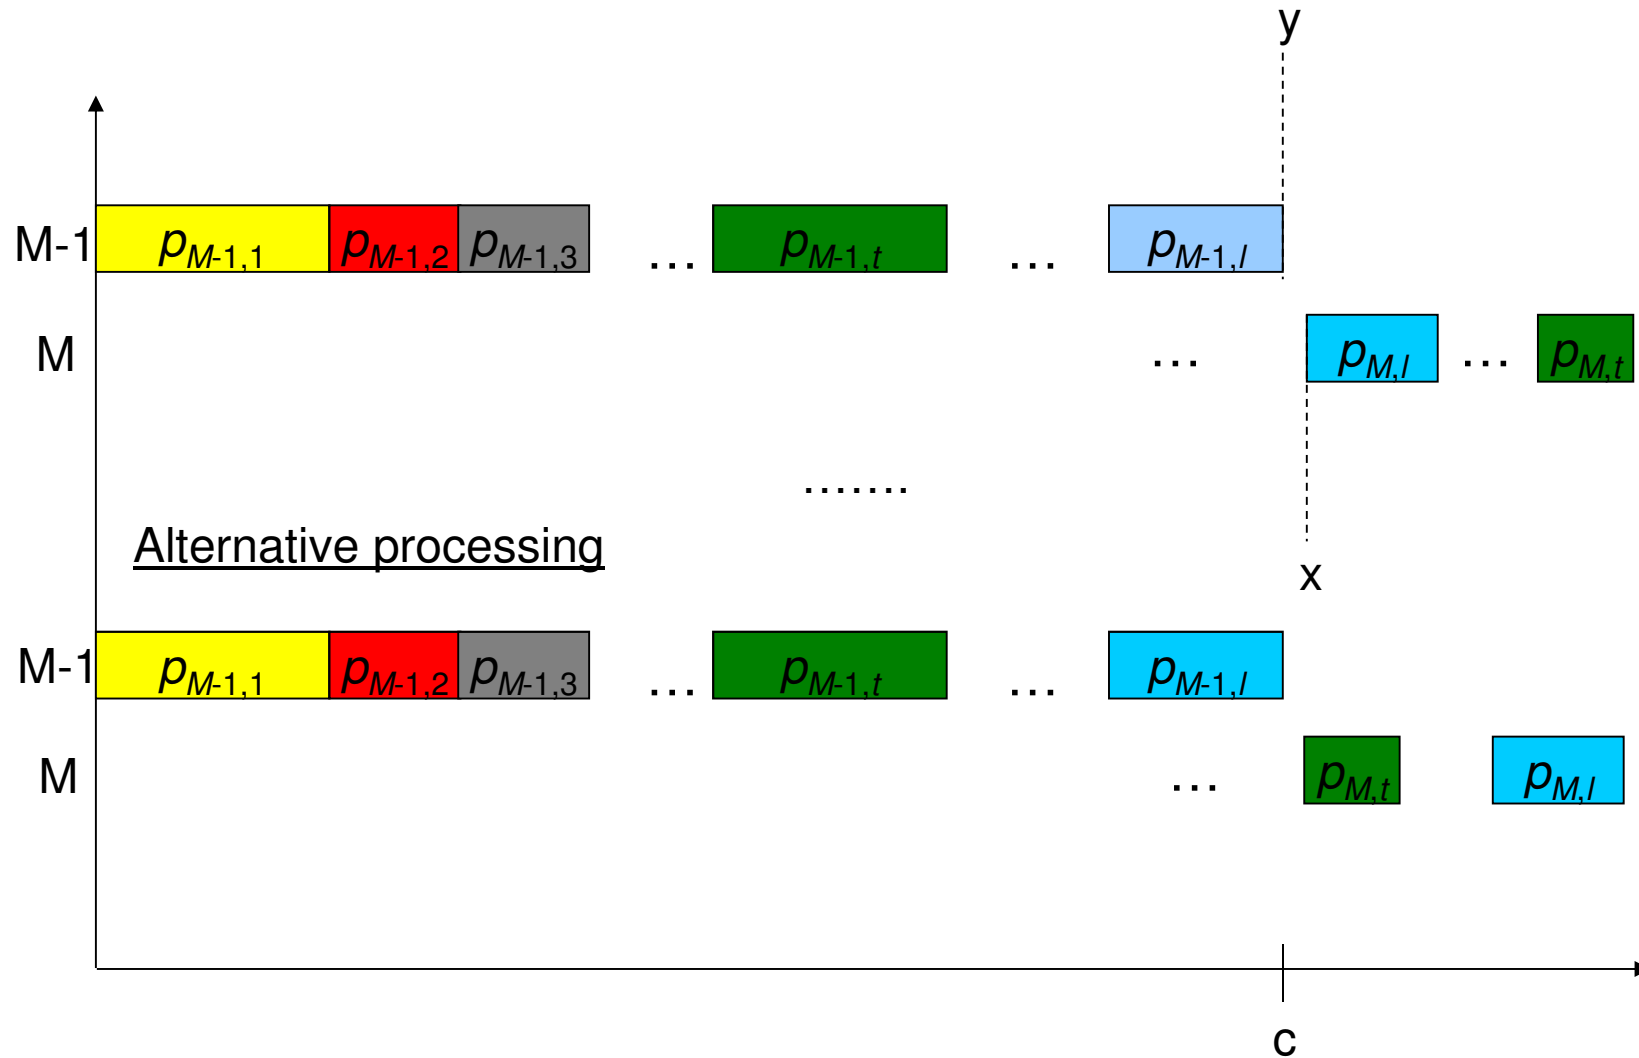 y
M-1 p_{M-1,1} p_{M-1,2} p_{M-1,3} ... p_{M-1,t} ... p_{M-1,l}
M ... p_{M,l} ... p_{M,t}
.......
Alternative processing
x
M-1 p_{M-1,1} p_{M-1,2} p_{M-1,3} ... p_{M-1,t} ... p_{M-1,l}
M ... p_{M,t} p_{M,l}
c